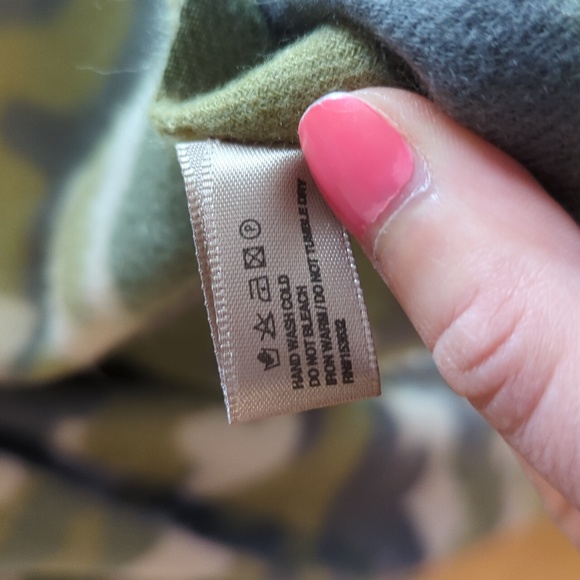 HAND WASH COLD
DO NOT BLEACH
IRON WARM/ DO NOT TUMBLE DRY